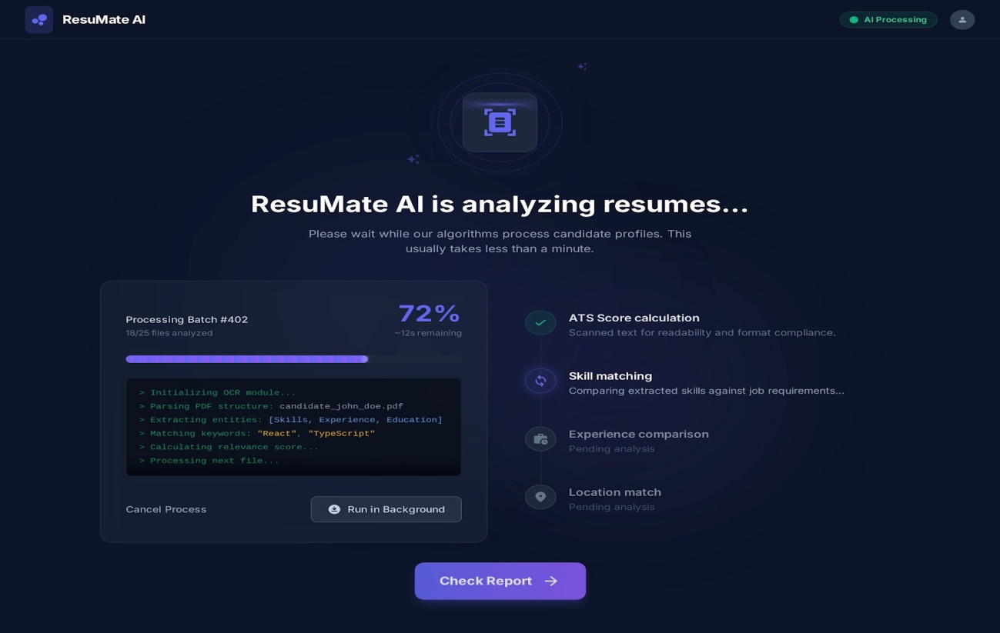 ResuMate AI
AI Processing
ResuMate AI is analyzing resumes...
Please wait while our algorithms process candidate profiles. This
usually takes less than a minute.
Processing Batch #402
18/25 files analyzed
72%
~12s remaining
> Initializing OCR module...
> Parsing PDF structure: candidate_john_doe.pdf
> Extracting entities: [Skills, Experience, Education]
> Matching keywords: "React", "TypeScript"
> Calculating relevance score...
> Processing next file...
Cancel Process
Run in Background
ATS Score calculation
Scanned text for readability and format compliance.
Skill matching
Comparing extracted skills against job requirements...
Experience comparison
Pending analysis
Location match
Pending analysis
Check Report